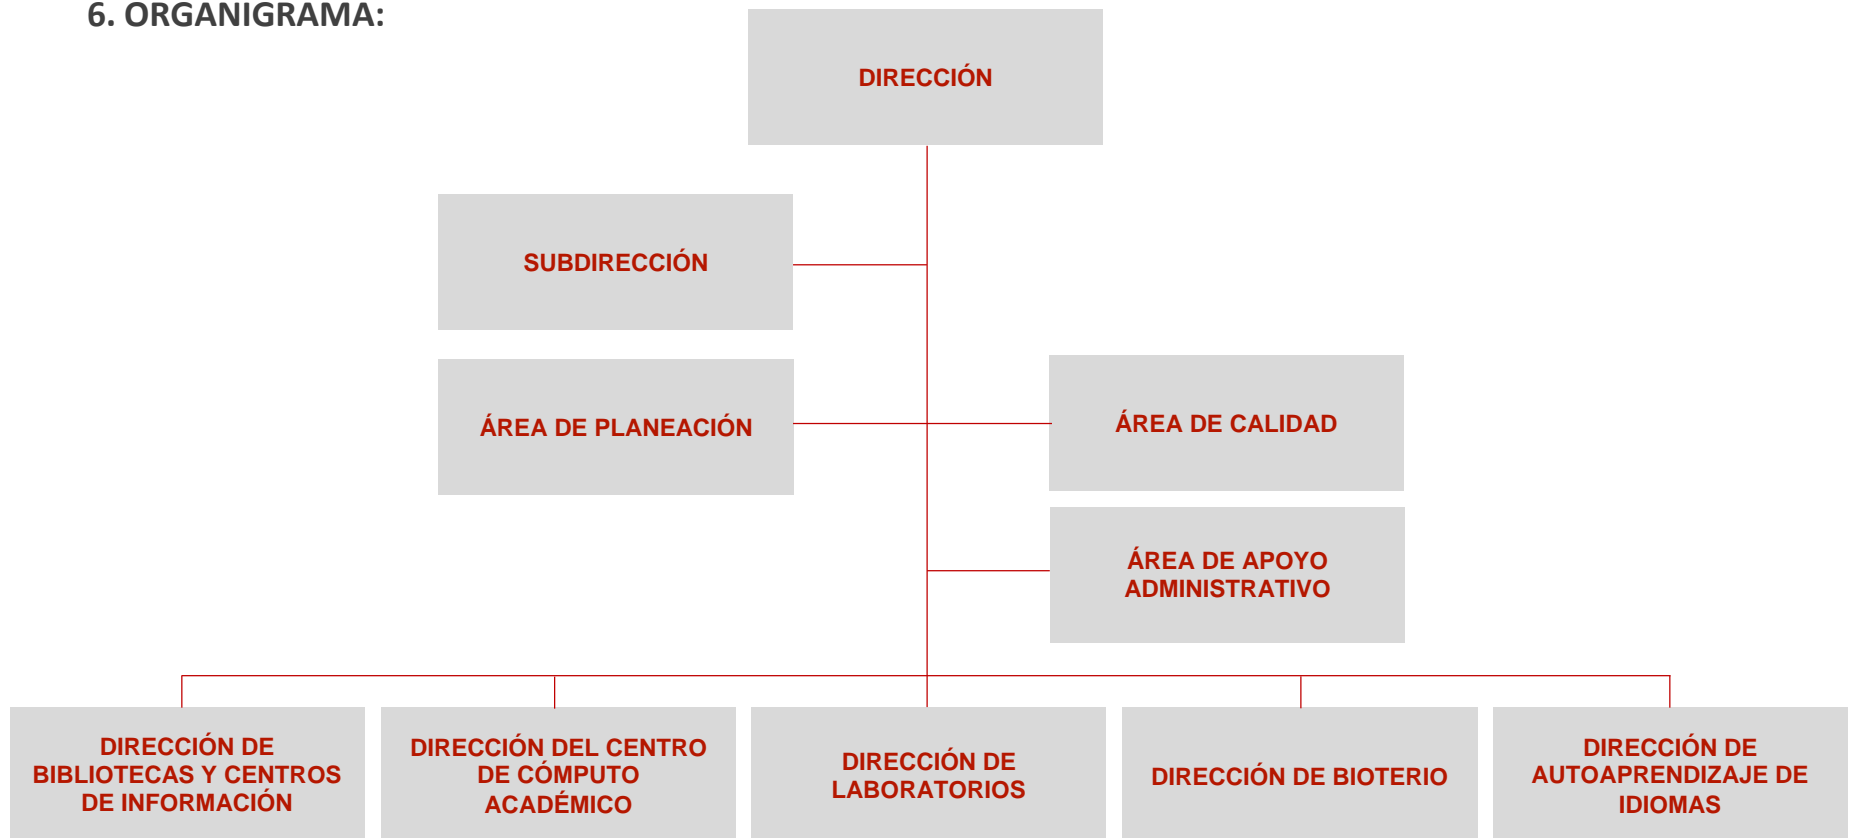 6. ORGANIGRAMA:
DIRECCIÓN
SUBDIRECCIÓN
ÁREA DE PLANEACIÓN
ÁREA DE CALIDAD
ÁREA DE APOYO
ADMINISTRATIVO
DIRECCIÓN DE
BIBLIOTECAS Y CENTROS
DE INFORMACIÓN
DIRECCIÓN DEL CENTRO
DE CÓMPUTO
ACADÉMICO
DIRECCIÓN DE
LABORATORIOS
DIRECCIÓN DE BIOTERIO
DIRECCIÓN DE
AUTOAPRENDIZAJE DE
IDIOMAS